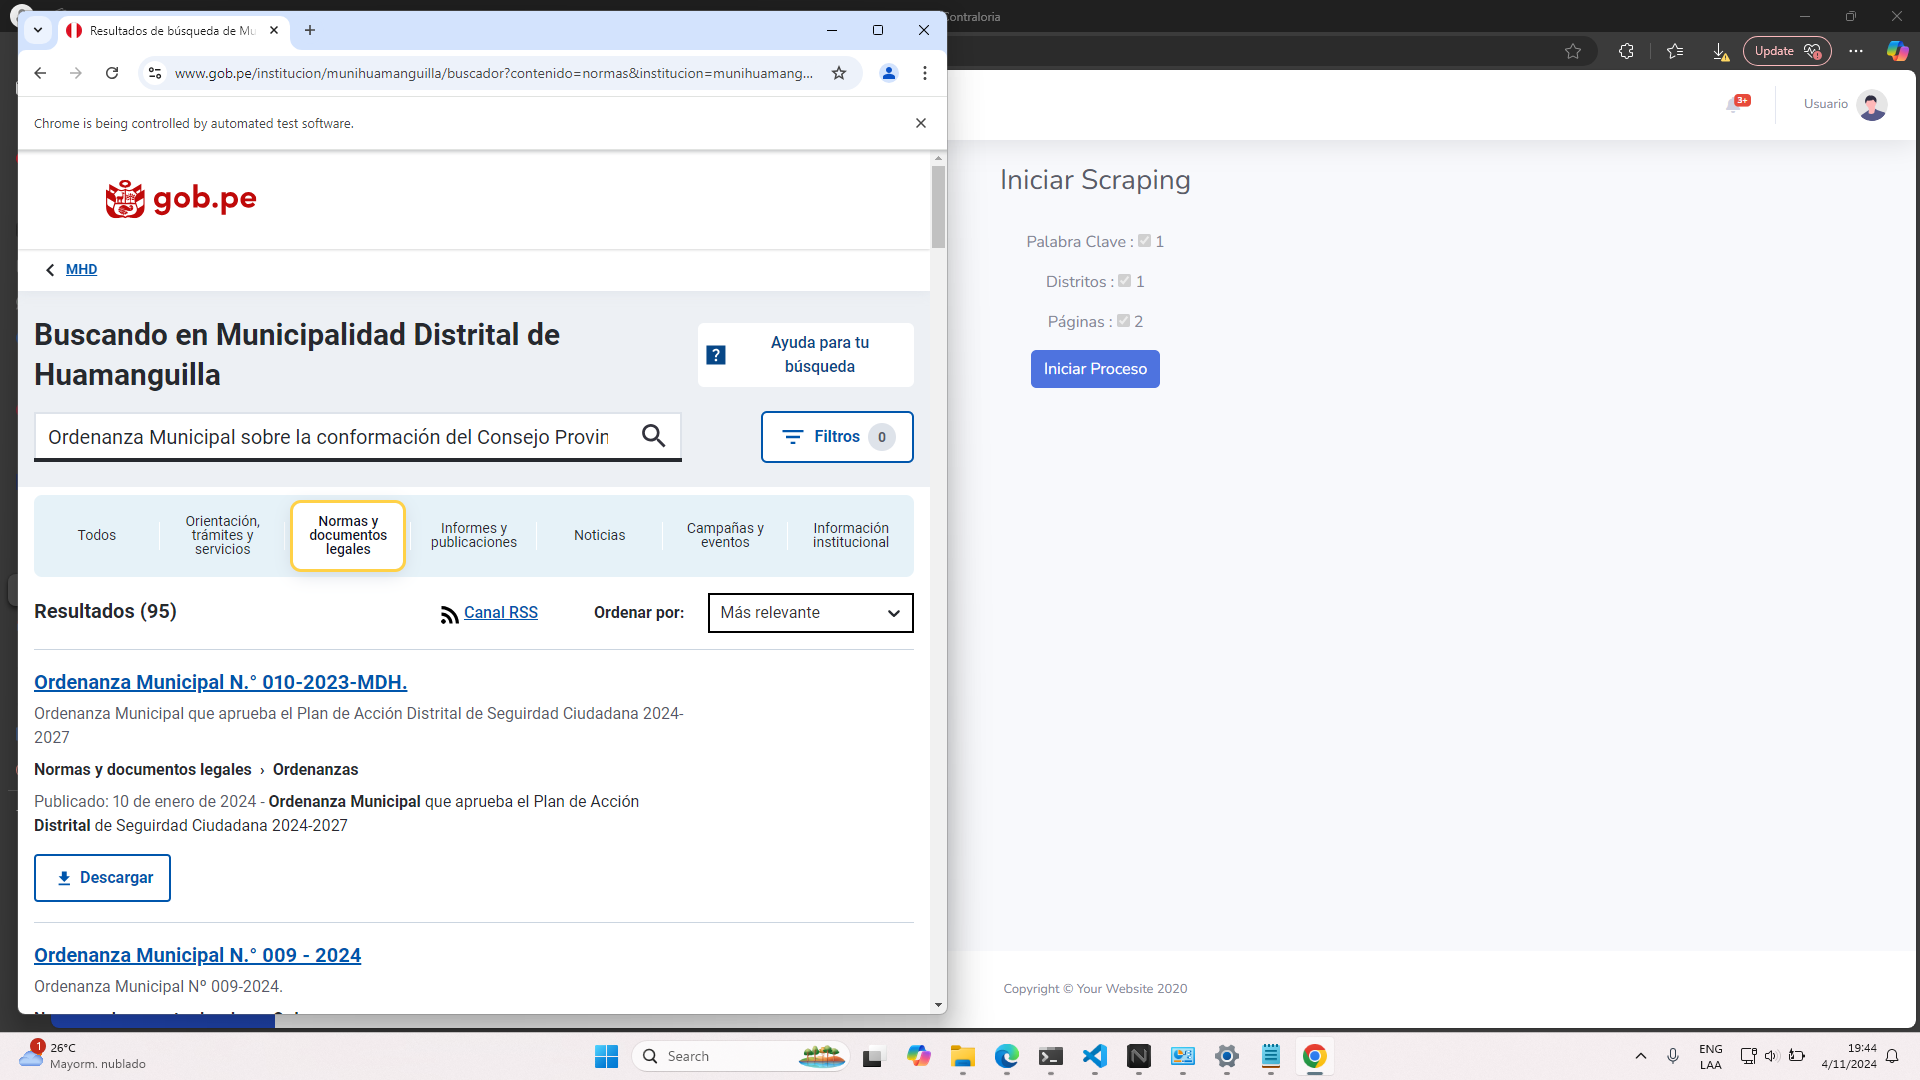 Contraloria
Resultados de búsqueda de Mu
www.gob.pe/institucion/munihuamanguilla/buscador?contenido=normas&institucion=munihuamang...
Update
Chrome is being controlled by automated test software.
3+
Usuario
gob.pe
MHD
Buscando en Municipalidad Distrital de
Huamanguilla
?
Ayuda para tu
búsqueda
Ordenanza Municipal sobre la conformación del Consejo Provin
Filtros 0
Todos
Orientación,
trámites y
servicios
Normas y
documentos
legales
Informes y
publicaciones
Noticias
Campañas y
eventos
Información
institucional
Resultados (95)
Canal RSS
Ordenar por:
Más relevante
Ordenanza Municipal N.° 010-2023-MDH.
Ordenanza Municipal que aprueba el Plan de Acción Distrital de Seguirdad Ciudadana 2024-
2027
Normas y documentos legales › Ordenanzas
Publicado: 10 de enero de 2024 - Ordenanza Municipal que aprueba el Plan de Acción
Distrital de Seguirdad Ciudadana 2024-2027
Descargar
Ordenanza Municipal N.° 009 - 2024
Ordenanza Municipal Nº 009-2024.
Iniciar Scraping
Palabra Clave : 1
Distritos : 1
Páginas : 2
Iniciar Proceso
Copyright © Your Website 2020
1
26°C
Mayorm. nublado
Search
ENG
LAA
19:44
4/11/2024